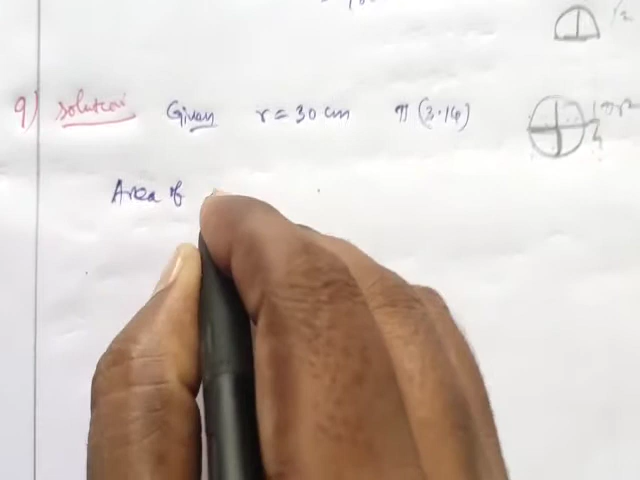 9) Solution Given r = 30 cm π (3.14)
Area of